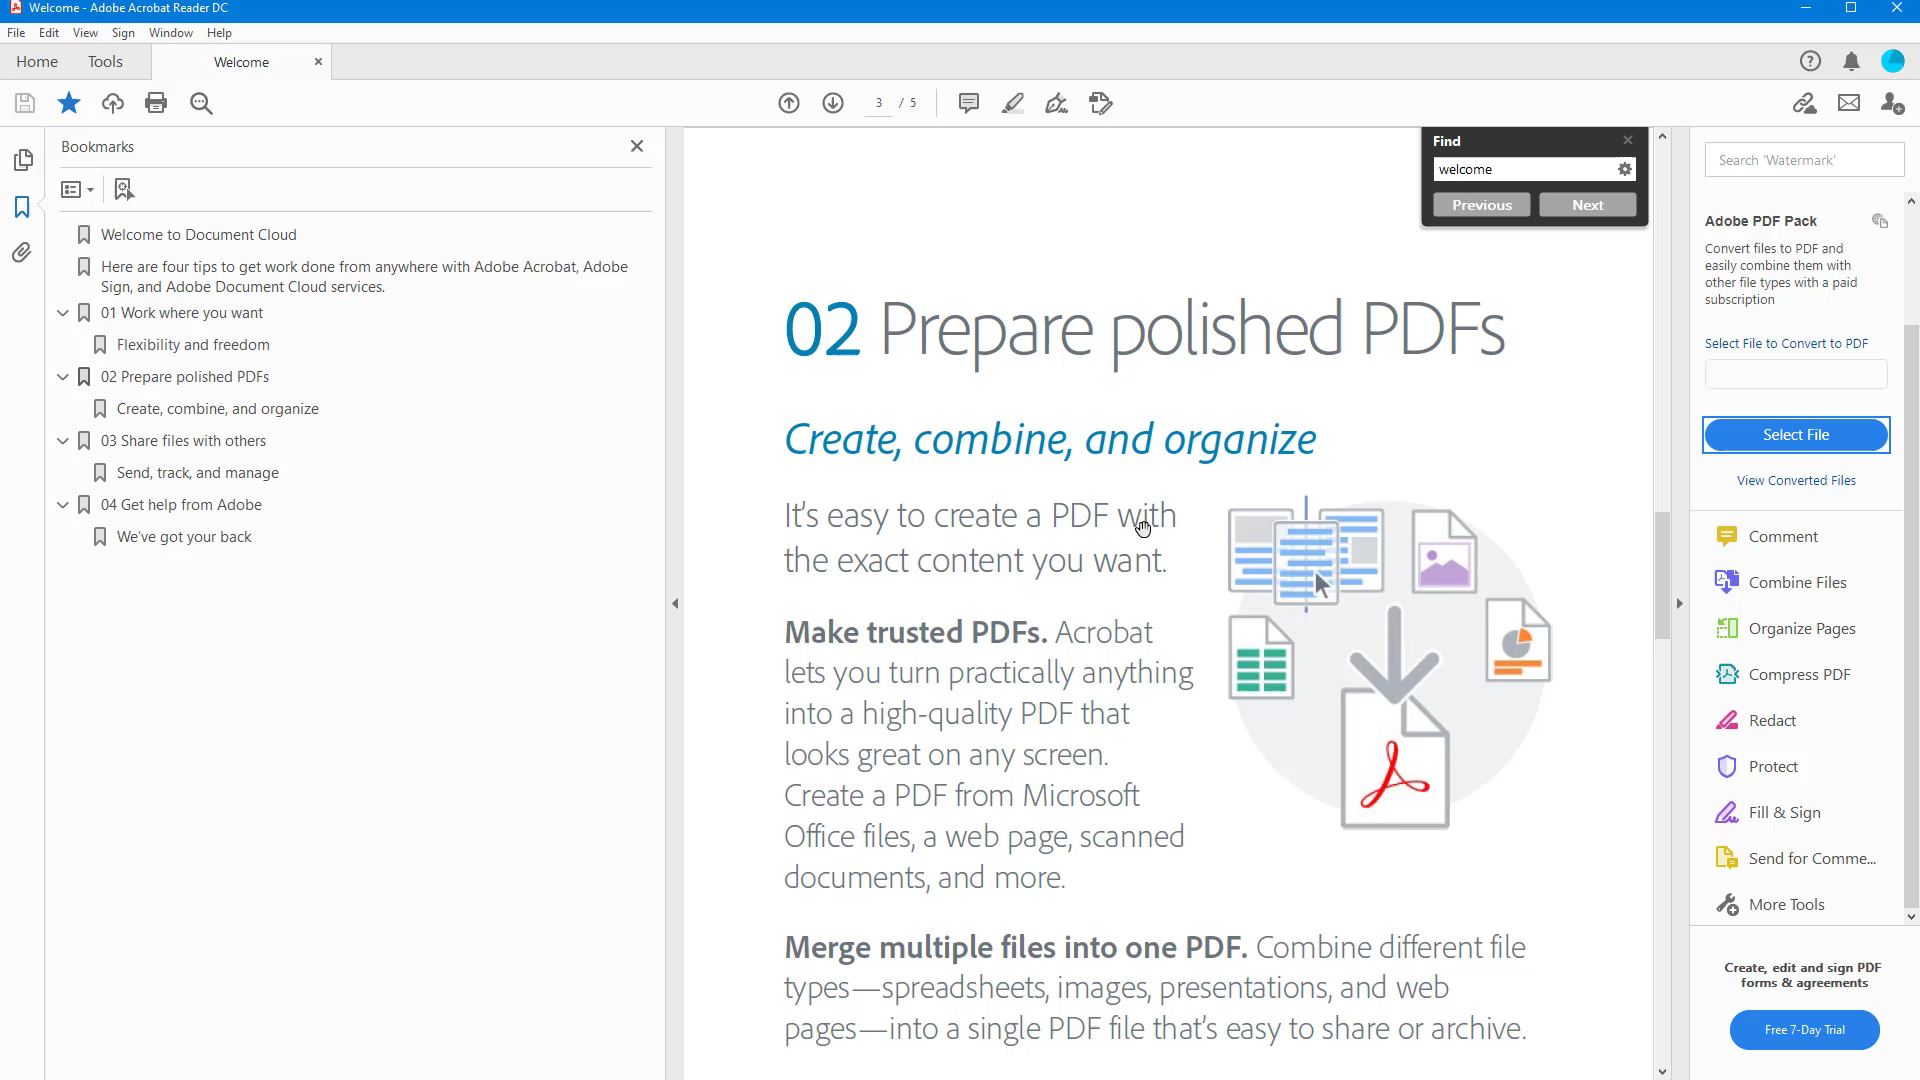 Welcome - Adobe Acrobat Reader DC
File Edit View Sign Window Help
Home Tools Welcome
3 / 5
Bookmarks
Welcome to Document Cloud
Here are four tips to get work done from anywhere with Adobe Acrobat, Adobe
Sign, and Adobe Document Cloud services.
01 Work where you want
Flexibility and freedom
02 Prepare polished PDFs
Create, combine, and organize
03 Share files with others
Send, track, and manage
04 Get help from Adobe
We've got your back
Find
welcome
Previous Next
02 Prepare polished PDFs
Create, combine, and organize
It's easy to create a PDF with
the exact content you want.
Make trusted PDFs. Acrobat
lets you turn practically anything
into a high-quality PDF that
looks great on any screen.
Create a PDF from Microsoft
Office files, a web page, scanned
documents, and more.
Merge multiple files into one PDF. Combine different file
types—spreadsheets, images, presentations, and web
pages—into a single PDF file that's easy to share or archive.
Search 'Watermark'
Adobe PDF Pack
Convert files to PDF and
easily combine them with
other file types with a paid
subscription
Select File to Convert to PDF
Select File
View Converted Files
Comment
Combine Files
Organize Pages
Compress PDF
Redact
Protect
Fill & Sign
Send for Comme...
More Tools
Create, edit and sign PDF
forms & agreements
Free 7-Day Trial